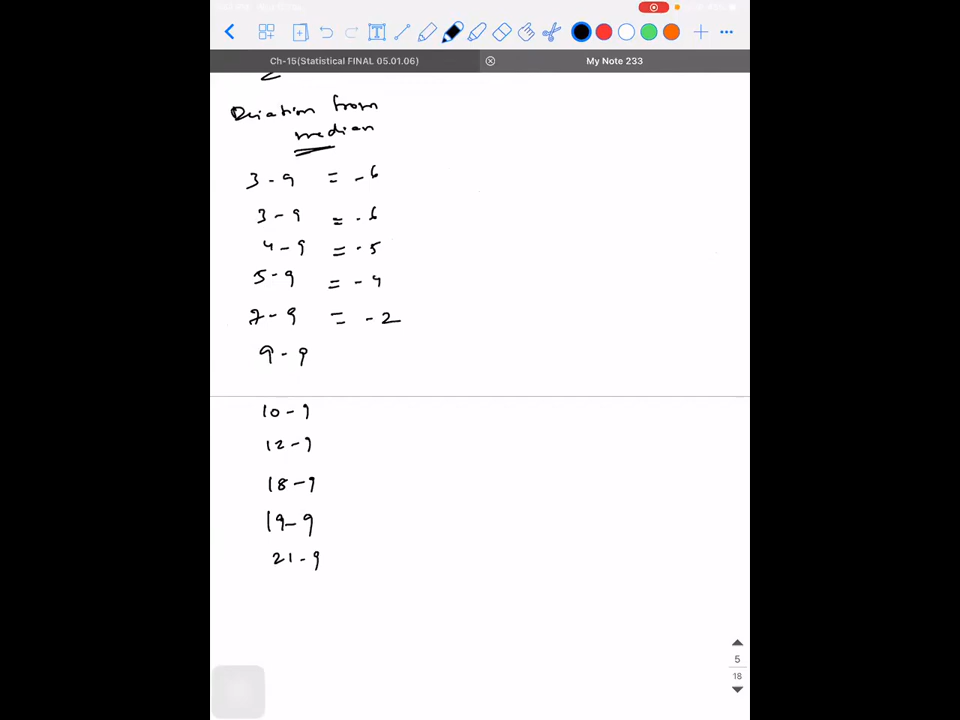 Ch-15(Statistical FINAL 05.01.06)
My Note 233
Deviation from
median
3 - 9 = - 6
3 - 9 = - 6
4 - 9 = - 5
5 - 9 = - 4
7 - 9 = - 2
9 - 9
10 - 9
12 - 9
18 - 9
19 - 9
21 - 9
5
18